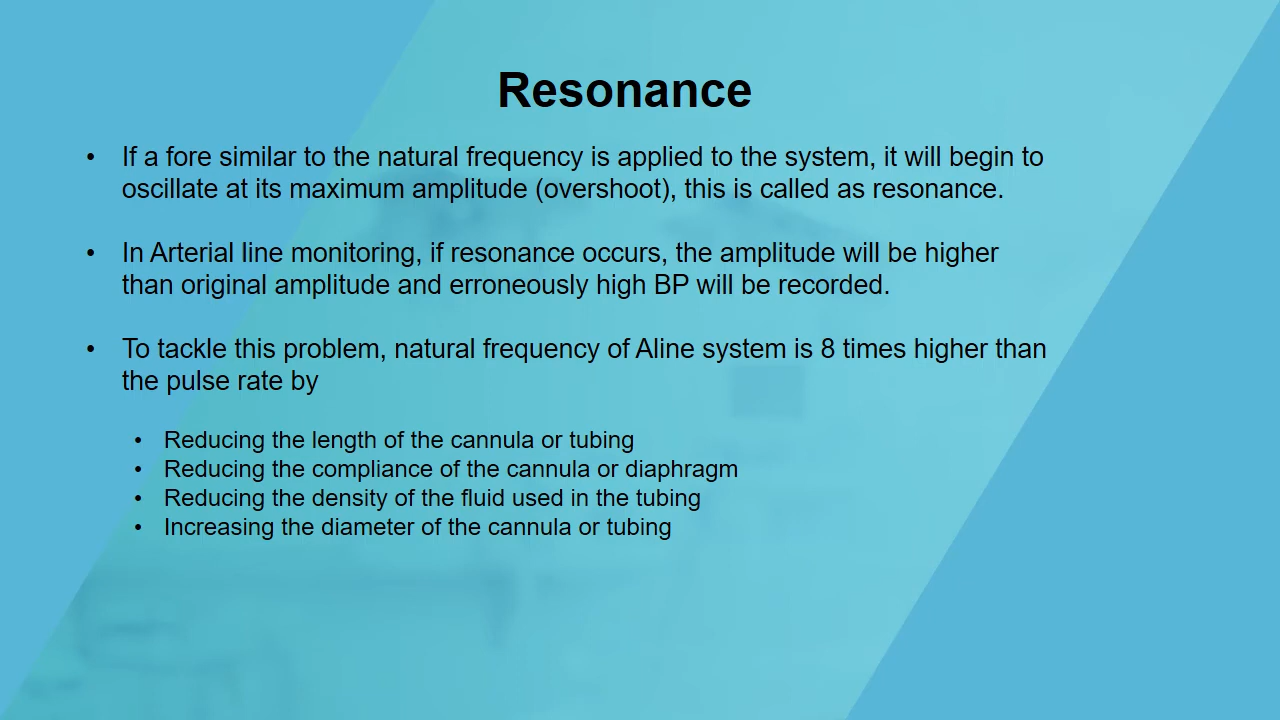 Resonance
• If a fore similar to the natural frequency is applied to the system, it will begin to
oscillate at its maximum amplitude (overshoot), this is called as resonance.
• In Arterial line monitoring, if resonance occurs, the amplitude will be higher
than original amplitude and erroneously high BP will be recorded.
• To tackle this problem, natural frequency of Aline system is 8 times higher than
the pulse rate by
• Reducing the length of the cannula or tubing
• Reducing the compliance of the cannula or diaphragm
• Reducing the density of the fluid used in the tubing
• Increasing the diameter of the cannula or tubing